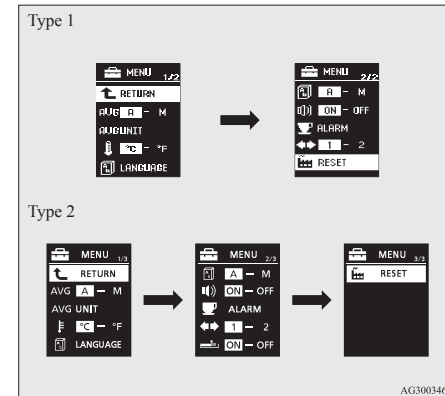 Type 1
MENU 1/2
RETURN
AVG A – M
AVG UNIT
°C – °F
LANGUAGE
MENU 2/2
A – M
ON – OFF
ALARM
1 – 2
RESET
Type 2
MENU 1/3
RETURN
AVG A – M
AVG UNIT
°C – °F
LANGUAGE
MENU 2/3
A – M
ON – OFF
ALARM
1 – 2
ON – OFF
MENU 3/3
RESET
AG300346